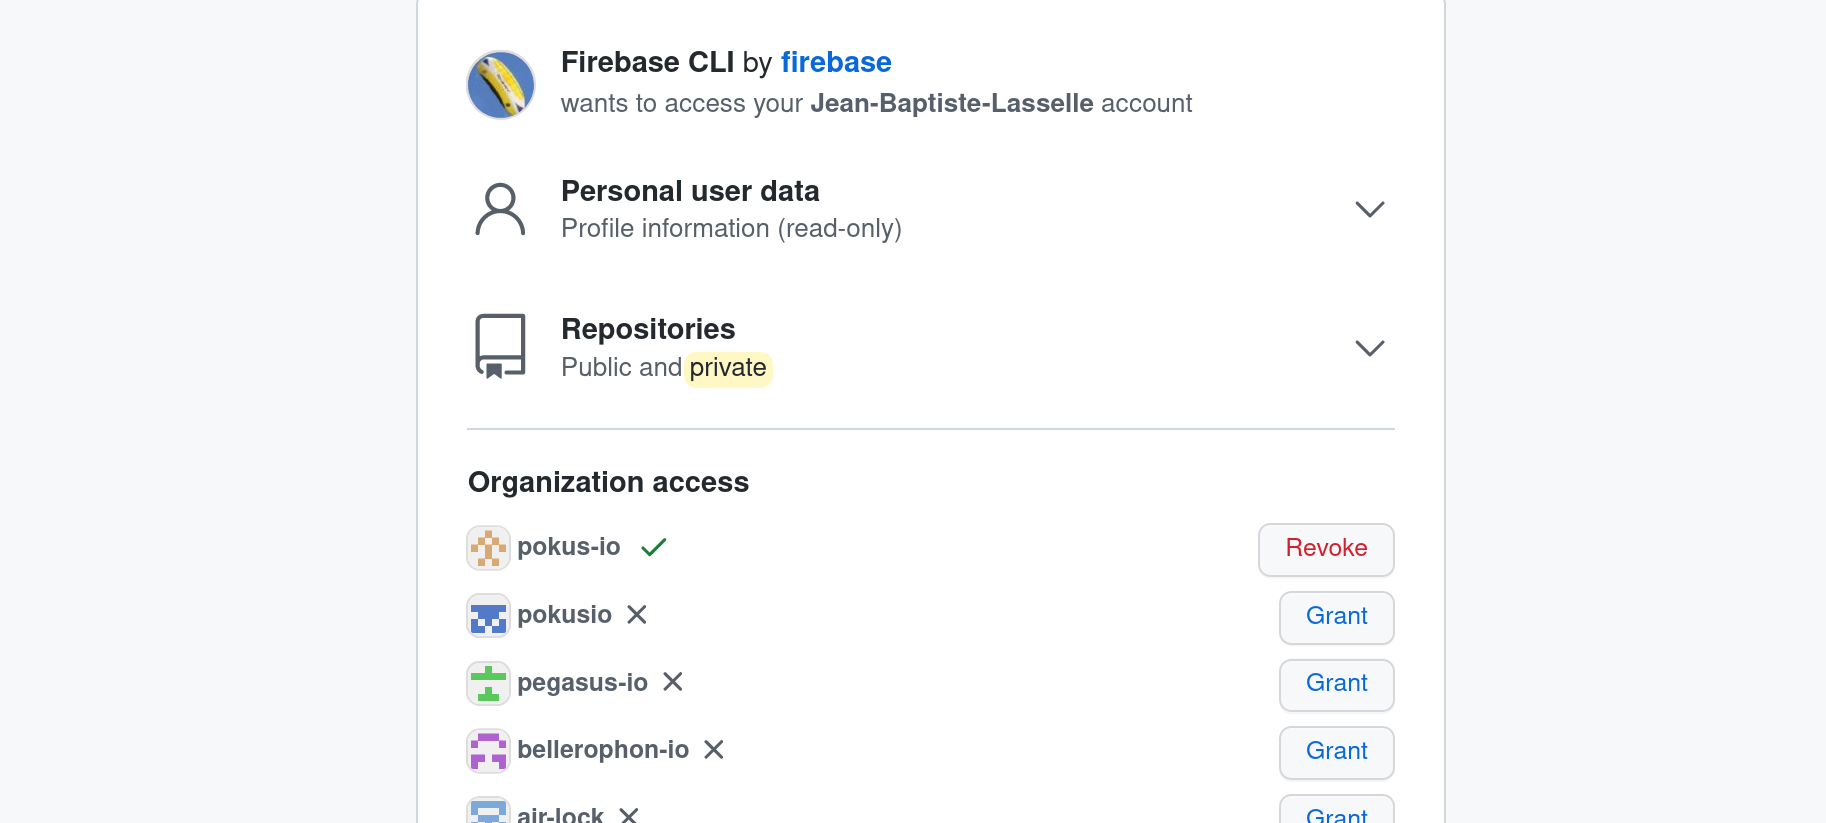 Firebase CLI by firebase
wants to access your Jean-Baptiste-Lasselle account
Personal user data
Profile information (read-only)
Repositories
Public and private
Organization access
pokus-io Revoke
pokusio Grant
pegasus-io Grant
bellerophon-io Grant
air-lock Grant